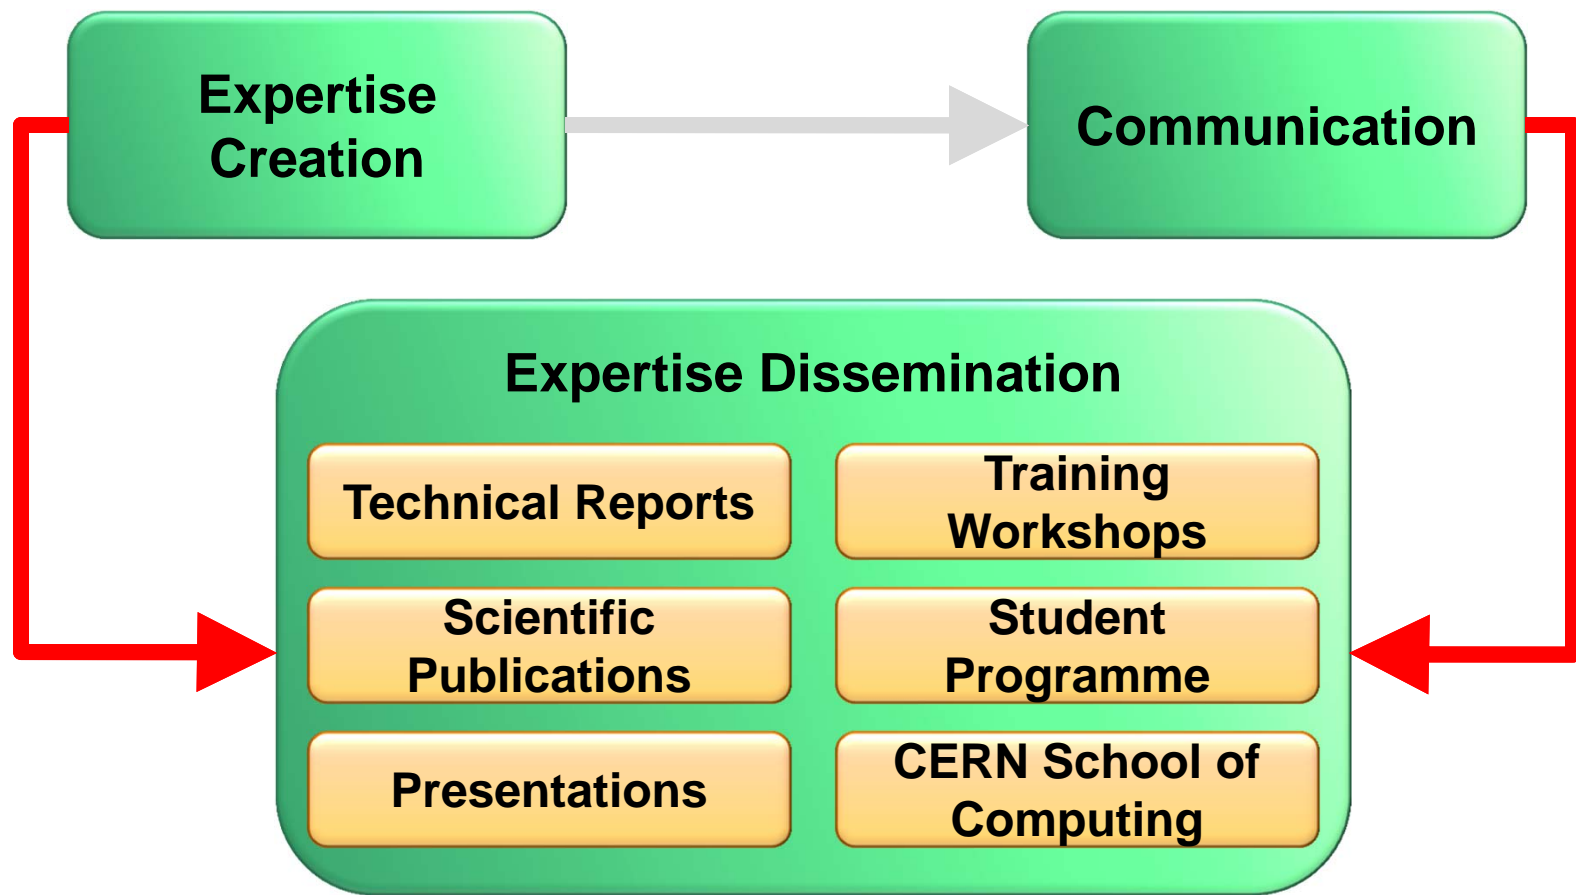 Expertise
Creation
Communication
Expertise Dissemination
Technical Reports
Training
Workshops
Scientific
Publications
Student
Programme
Presentations
CERN School of
Computing